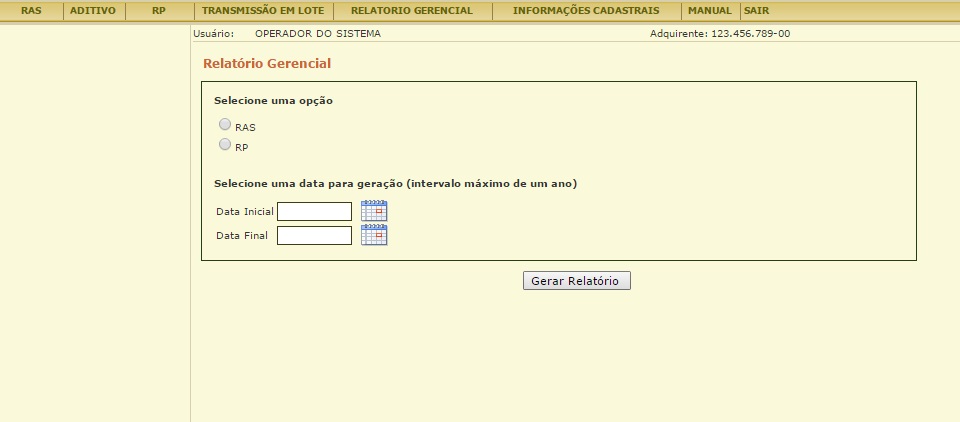 RAS ADITIVO RP TRANSMISSÃO EM LOTE RELATORIO GERENCIAL INFORMAÇÕES CADASTRAIS MANUAL SAIR
Usuário: OPERADOR DO SISTEMA Adquirente: 123.456.789-00
Relatório Gerencial
Selecione uma opção
RAS
RP
Selecione uma data para geração (intervalo máximo de um ano)
Data Inicial
Data Final
Gerar Relatório